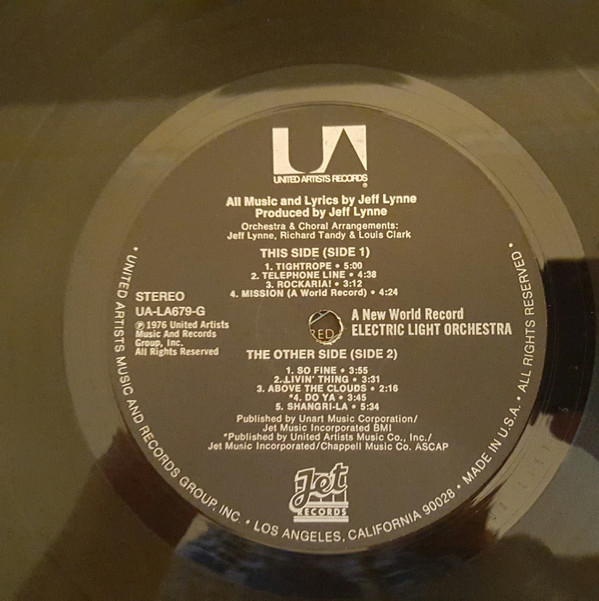 UA
UNITED ARTISTS RECORDS
®
All Music and Lyrics by Jeff Lynne
Produced by Jeff Lynne
Orchestra & Choral Arrangements:
Jeff Lynne, Richard Tandy & Louis Clark
THIS SIDE (SIDE 1)
1. TIGHTROPE • 5:00
2. TELEPHONE LINE • 4:38
3. ROCKARIA! • 3:12
4. MISSION (A World Record) • 4:24
STEREO
UA-LA679-G
℗ 1976 United Artists
Music And Records
Group, Inc.
All Rights Reserved
RED
A New World Record
ELECTRIC LIGHT ORCHESTRA
THE OTHER SIDE (SIDE 2)
1. SO FINE • 3:55
2. LIVIN' THING • 3:31
3. ABOVE THE CLOUDS • 2:16
*4. DO YA • 3:45
5. SHANGRI-LA • 5:34
Published by Unart Music Corporation/
Jet Music Incorporated BMI
*Published by United Artists Music Co., Inc./
Jet Music Incorporated/Chappell Music Co. ASCAP
Jet
RECORDS
• UNITED ARTISTS MUSIC AND RECORDS GROUP, INC. • LOS ANGELES, CALIFORNIA 90028 • MADE IN U.S.A. • ALL RIGHTS RESERVED •